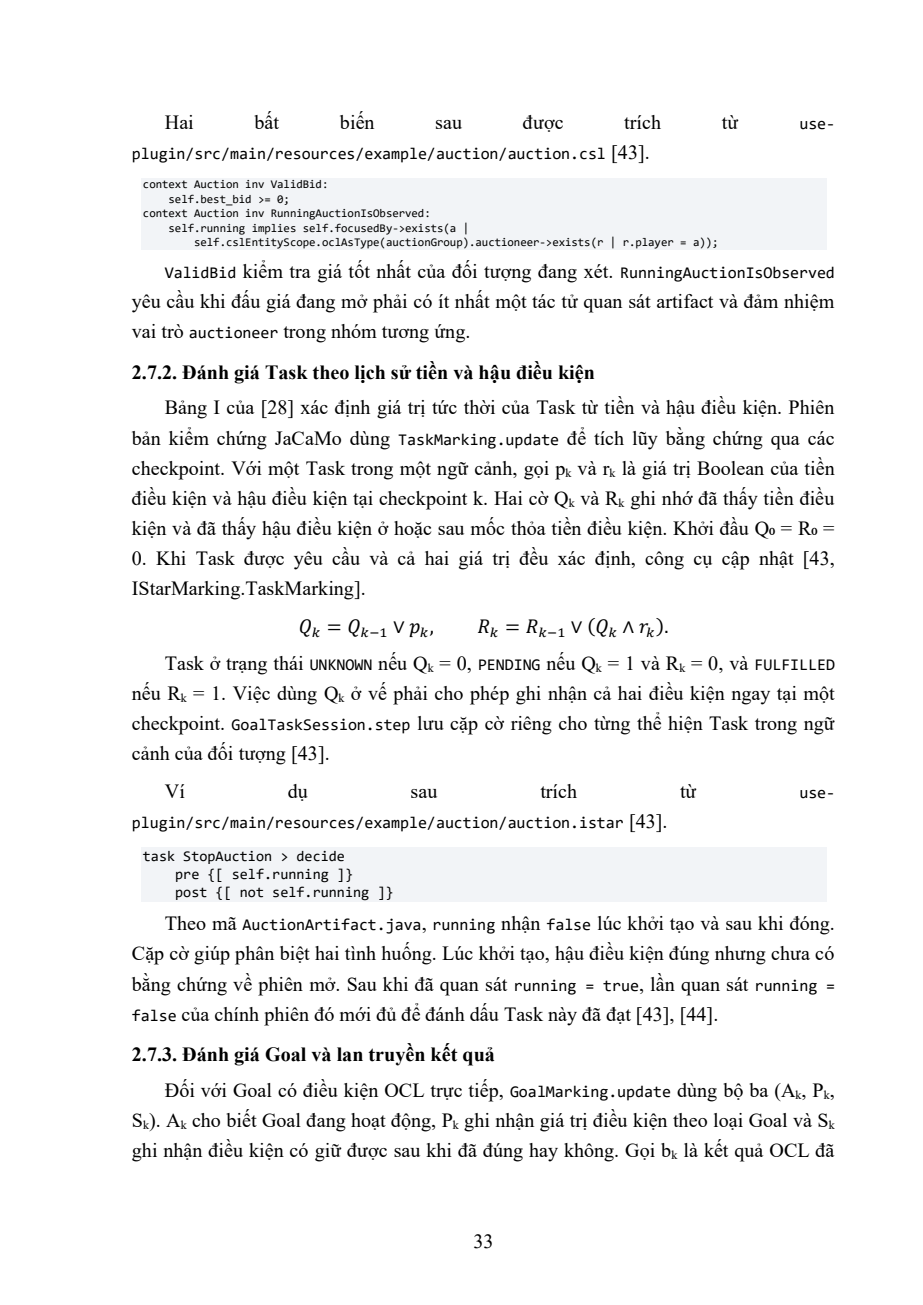 Hai bất biến sau được trích từ use-
plugin/src/main/resources/example/auction/auction.csl [43].
context Auction inv ValidBid:
    self.best_bid >= 0;
context Auction inv RunningAuctionIsObserved:
    self.running implies self.focusedBy->exists(a |
        self.cslEntityScope.oclAsType(auctionGroup).auctioneer->exists(r | r.player = a));
ValidBid kiểm tra giá tốt nhất của đối tượng đang xét. RunningAuctionIsObserved
yêu cầu khi đấu giá đang mở phải có ít nhất một tác tử quan sát artifact và đảm nhiệm
vai trò auctioneer trong nhóm tương ứng.
2.7.2. Đánh giá Task theo lịch sử tiền và hậu điều kiện
Bảng I của [28] xác định giá trị tức thời của Task từ tiền và hậu điều kiện. Phiên
bản kiểm chứng JaCaMo dùng TaskMarking.update để tích lũy bằng chứng qua các
checkpoint. Với một Task trong một ngữ cảnh, gọi pₖ và rₖ là giá trị Boolean của tiền
điều kiện và hậu điều kiện tại checkpoint k. Hai cờ Qₖ và Rₖ ghi nhớ đã thấy tiền điều
kiện và đã thấy hậu điều kiện ở hoặc sau mốc thỏa tiền điều kiện. Khởi đầu Q₀ = R₀ =
0. Khi Task được yêu cầu và cả hai giá trị đều xác định, công cụ cập nhật [43,
IStarMarking.TaskMarking].
𝑄ₖ = 𝑄ₖ₋₁ ∨ 𝑝ₖ, 𝑅ₖ = 𝑅ₖ₋₁ ∨ (𝑄ₖ ∧ 𝑟ₖ).
Task ở trạng thái UNKNOWN nếu Qₖ = 0, PENDING nếu Qₖ = 1 và Rₖ = 0, và FULFILLED
nếu Rₖ = 1. Việc dùng Qₖ ở vế phải cho phép ghi nhận cả hai điều kiện ngay tại một
checkpoint. GoalTaskSession.step lưu cặp cờ riêng cho từng thể hiện Task trong ngữ
cảnh của đối tượng [43].
Ví dụ sau trích từ use-
plugin/src/main/resources/example/auction/auction.istar [43].
task StopAuction > decide
    pre {[ self.running ]}
    post {[ not self.running ]}
Theo mã AuctionArtifact.java, running nhận false lúc khởi tạo và sau khi đóng.
Cặp cờ giúp phân biệt hai tình huống. Lúc khởi tạo, hậu điều kiện đúng nhưng chưa có
bằng chứng về phiên mở. Sau khi đã quan sát running = true, lần quan sát running =
false của chính phiên đó mới đủ để đánh dấu Task này đã đạt [43], [44].
2.7.3. Đánh giá Goal và lan truyền kết quả
Đối với Goal có điều kiện OCL trực tiếp, GoalMarking.update dùng bộ ba (Aₖ, Pₖ,
Sₖ). Aₖ cho biết Goal đang hoạt động, Pₖ ghi nhận giá trị điều kiện theo loại Goal và Sₖ
ghi nhận điều kiện có giữ được sau khi đã đúng hay không. Gọi bₖ là kết quả OCL đã
33